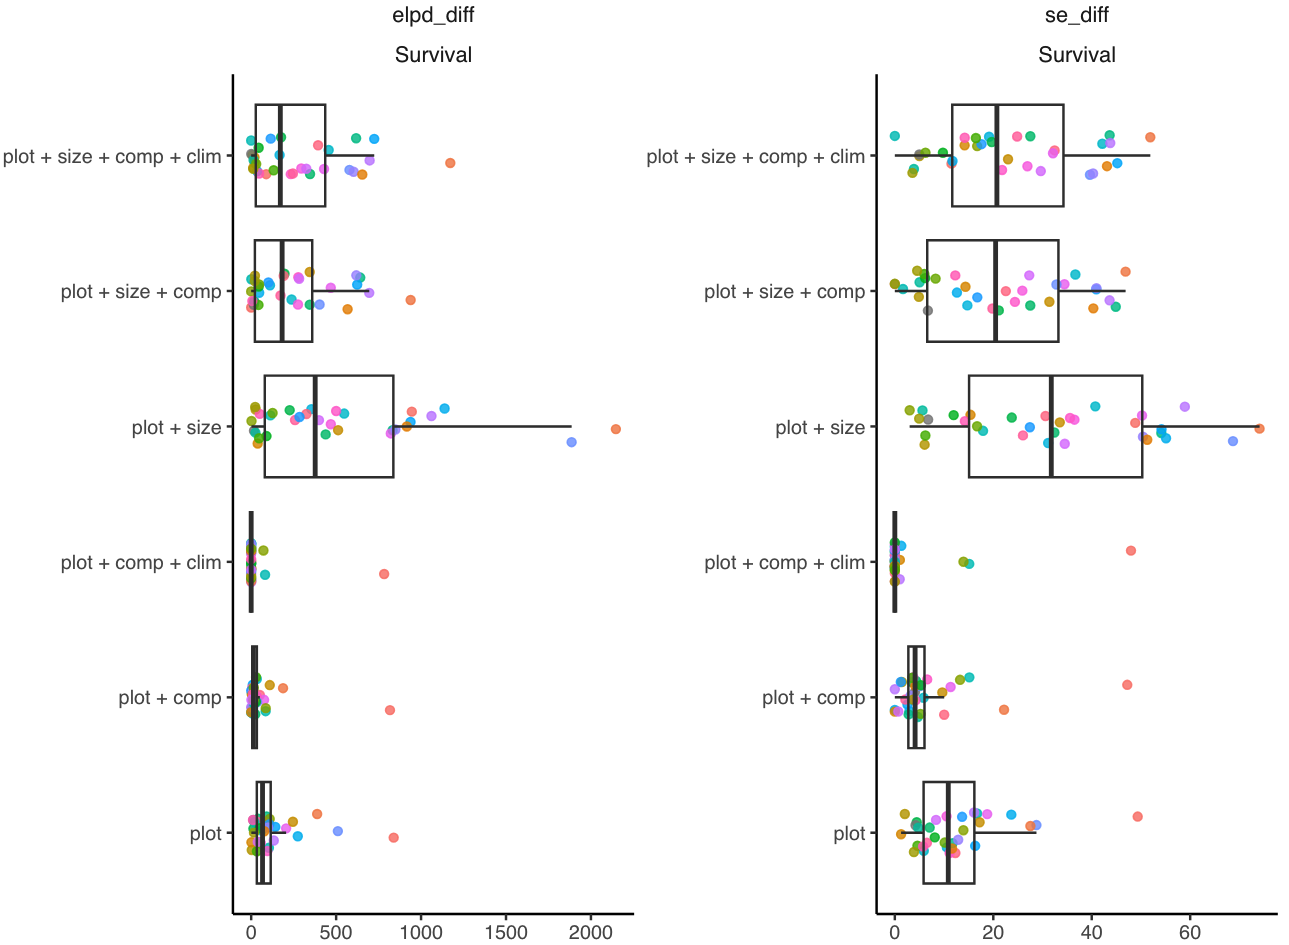 elpd_diff
Survival
plot + size + comp + clim
plot + size + comp
plot + size
plot + comp + clim
plot + comp
plot
0 500 1000 1500 2000
se_diff
Survival
plot + size + comp + clim
plot + size + comp
plot + size
plot + comp + clim
plot + comp
plot
0 20 40 60